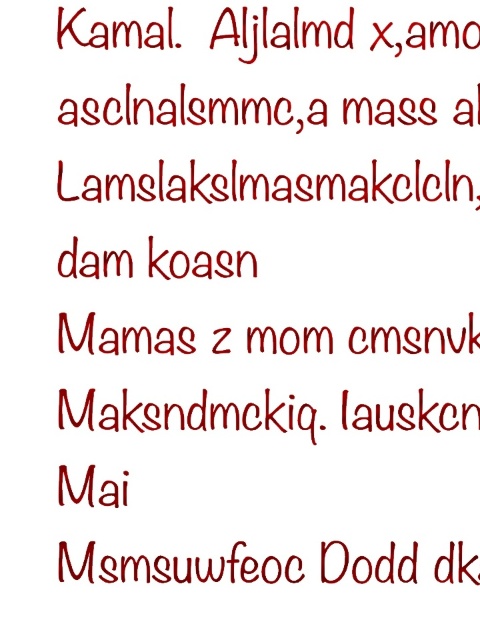 Kamal.  Aljlalmd x,amo
asclnalsmmc,a mass al
Lamslakslmasmakclcln,
dam koasn
Mamas z mom cmsnvk
Maksndmckiq. lauskcn
Mai
Msmsuwfeoc Dodd dk